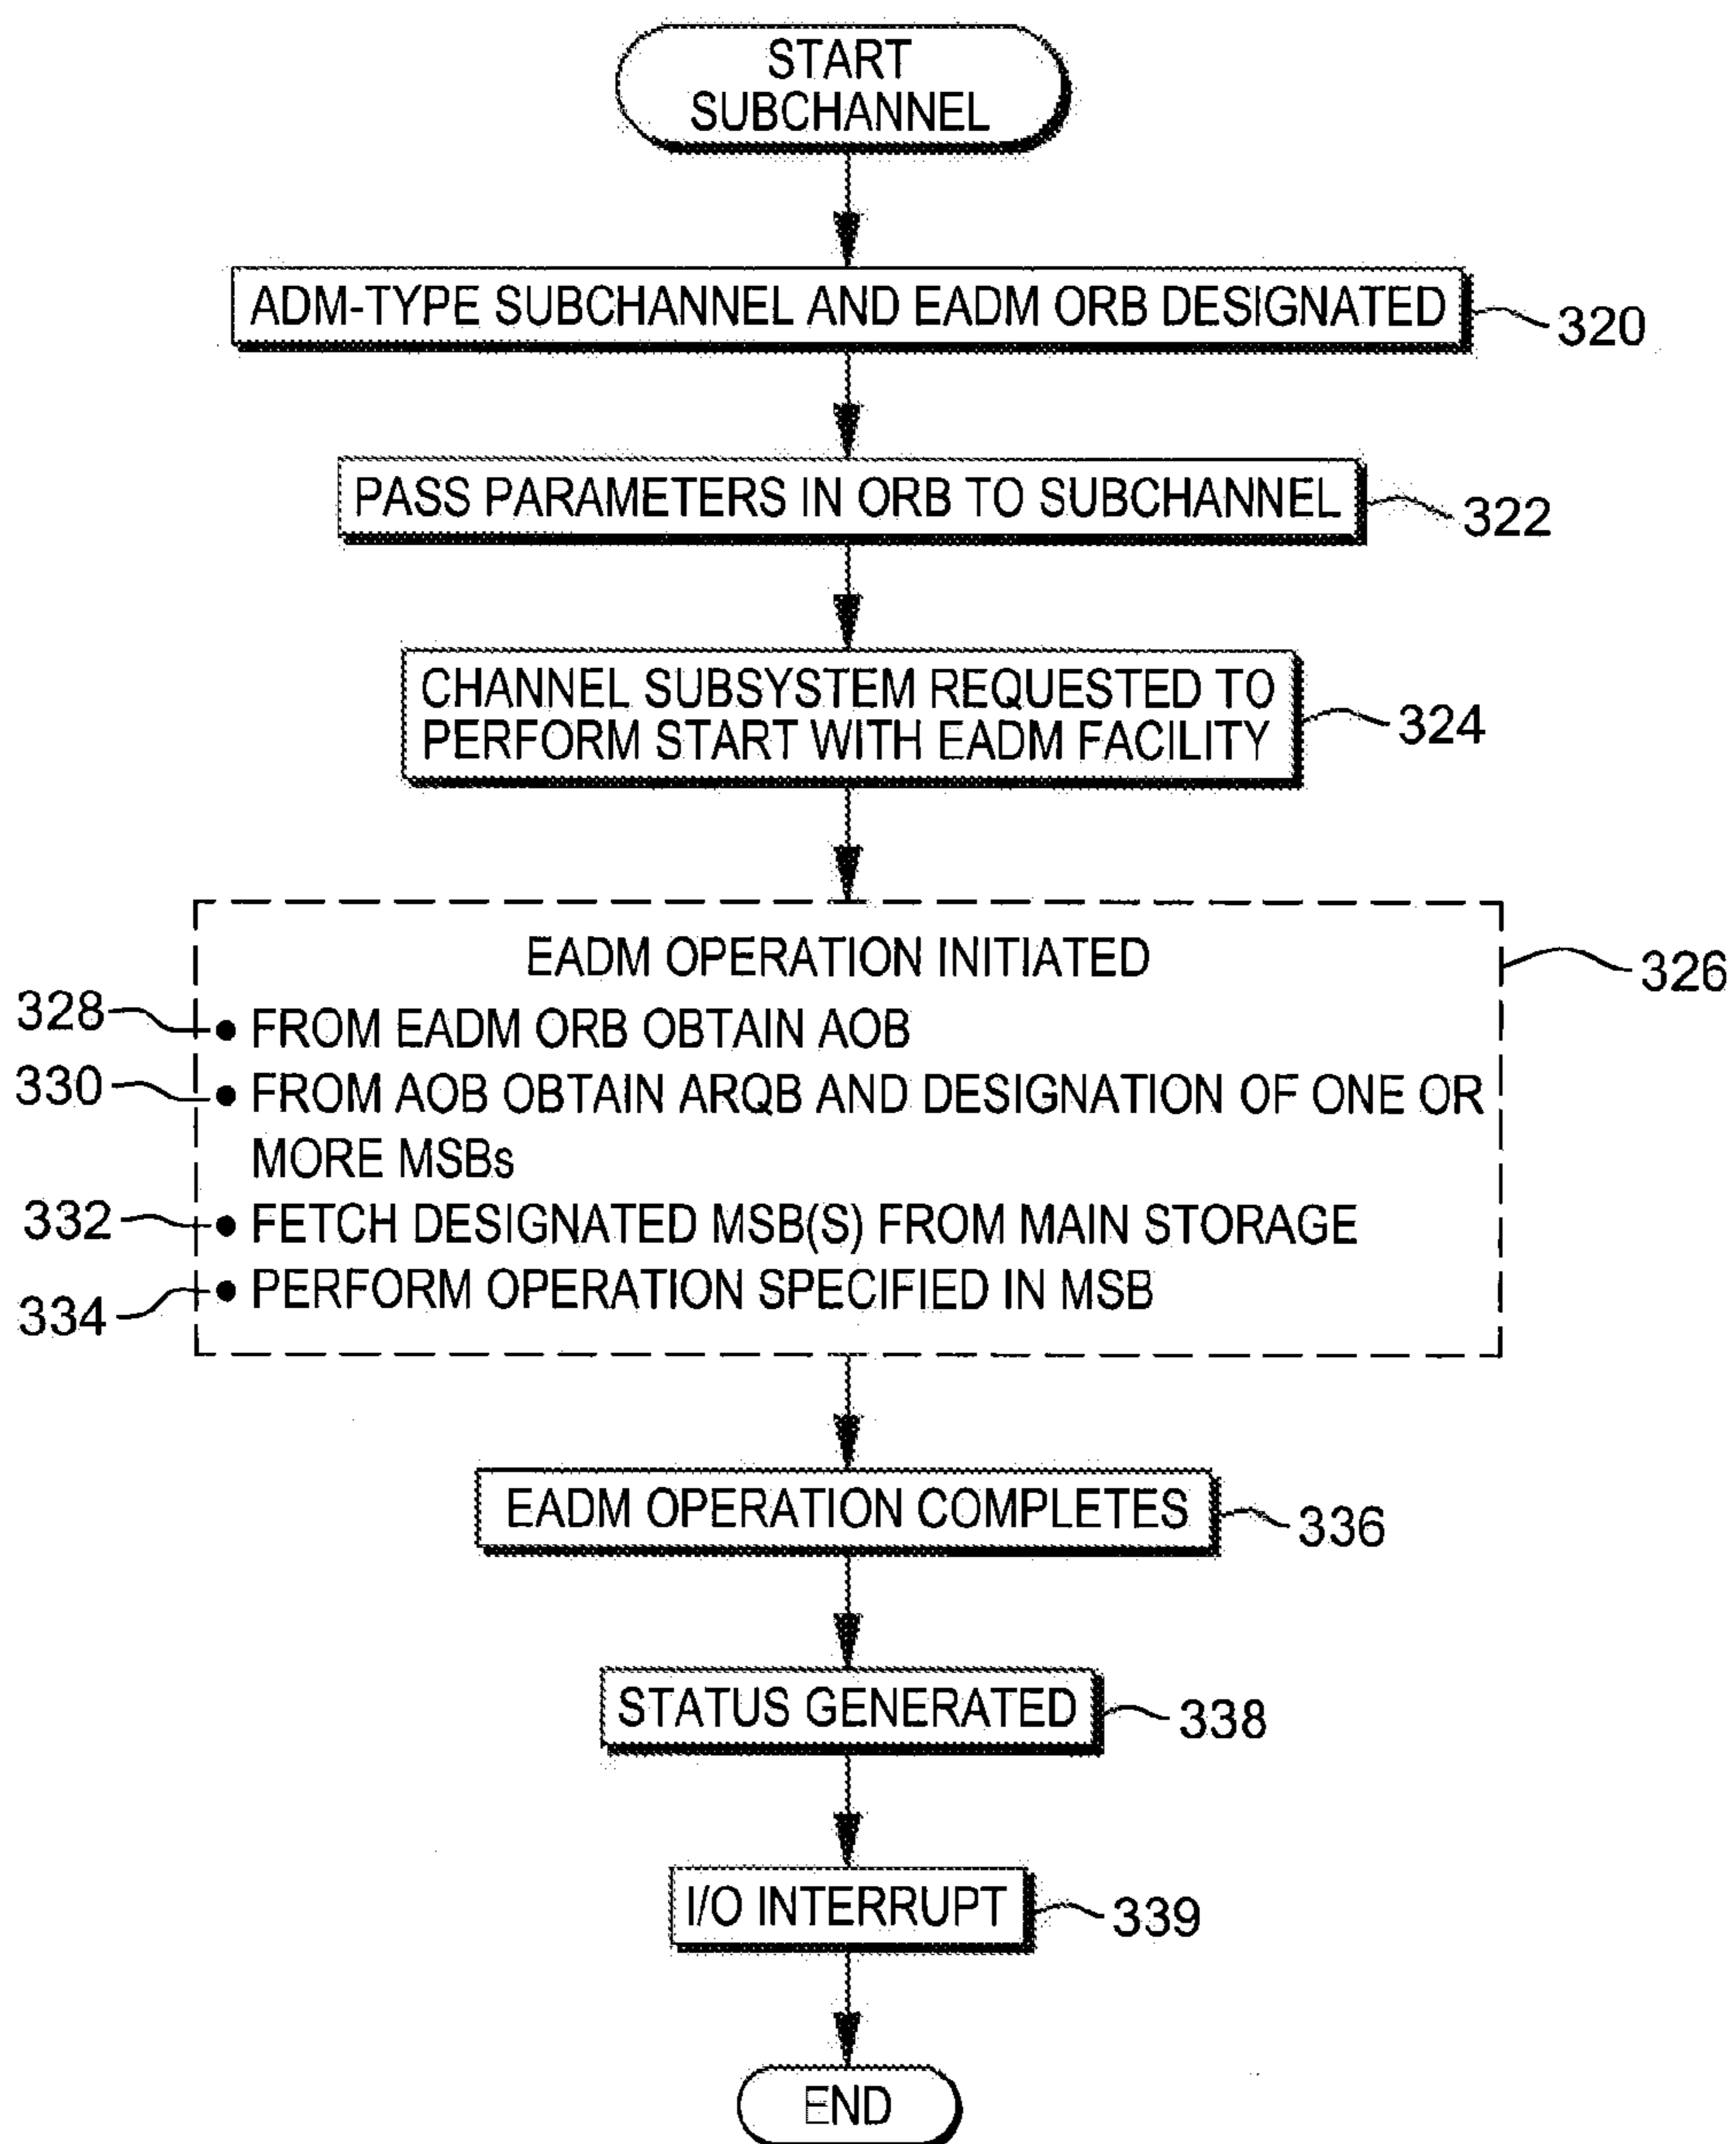 START
SUBCHANNEL
ADM-TYPE SUBCHANNEL AND EADM ORB DESIGNATED
320
PASS PARAMETERS IN ORB TO SUBCHANNEL
322
CHANNEL SUBSYSTEM REQUESTED TO
PERFORM START WITH EADM FACILITY
324
EADM OPERATION INITIATED
326
328
• FROM EADM ORB OBTAIN AOB
330
• FROM AOB OBTAIN ARQB AND DESIGNATION OF ONE OR
MORE MSBs
332
• FETCH DESIGNATED MSB(S) FROM MAIN STORAGE
334
• PERFORM OPERATION SPECIFIED IN MSB
EADM OPERATION COMPLETES
336
STATUS GENERATED
338
I/O INTERRUPT
339
END